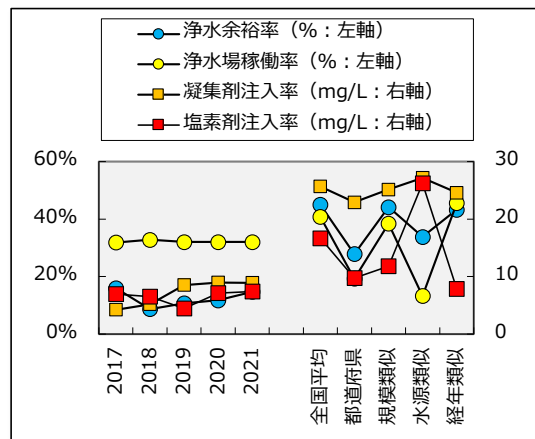 浄水余裕率（%：左軸）
浄水場稼働率（%：左軸）
凝集剤注入率（mg/L：右軸）
塩素剤注入率（mg/L：右軸）
60%
40%
20%
0%
30
20
10
0
2017
2018
2019
2020
2021
全国平均
都道府県
規模類似
水源類似
経年類似